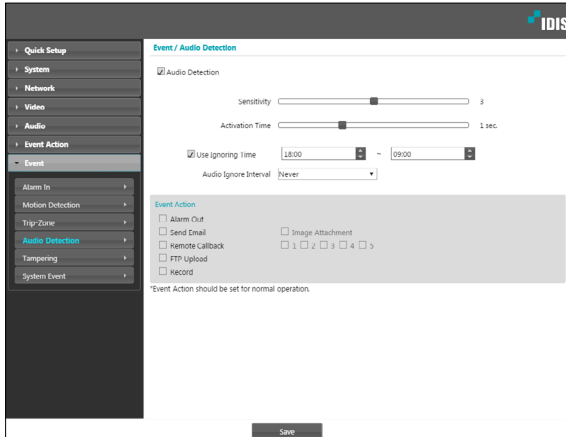 IDIS
Quick Setup
System
Network
Video
Audio
Event Action
Event
Alarm In
Motion Detection
Trip-Zone
Audio Detection
Tampering
System Event
Event / Audio Detection
Audio Detection
Sensitivity 3
Activation Time 1 sec.
Use Ignoring Time 18:00 ~ 09:00
Audio Ignore Interval Never
Event Action
Alarm Out
Send Email Image Attachment
Remote Callback 1 2 3 4 5
FTP Upload
Record
*Event Action should be set for normal operation.
Save